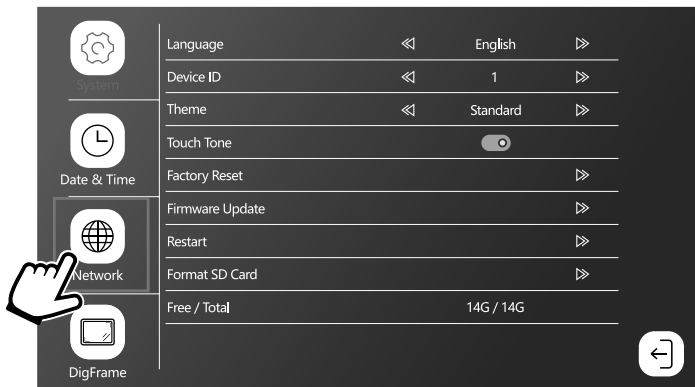 System
Date & Time
Network
DigFrame
Language English
Device ID 1
Theme Standard
Touch Tone
Factory Reset
Firmware Update
Restart
Format SD Card
Free / Total 14G / 14G